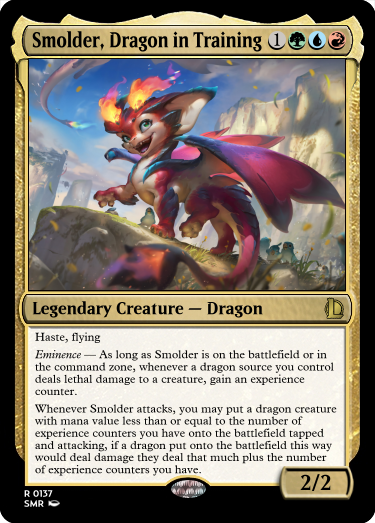 Smolder, Dragon in Training 1
Legendary Creature — Dragon
Haste, flying
Eminence — As long as Smolder is on the battlefield or in
the command zone, whenever a dragon source you control
deals lethal damage to a creature, gain an experience
counter.
Whenever Smolder attacks, you may put a dragon creature
with mana value less than or equal to the number of
experience counters you have onto the battlefield tapped
and attacking, if a dragon put onto the battlefield this way
would deal damage they deal that much plus the number
of experience counters you have.
2/2
R 0137
SMR